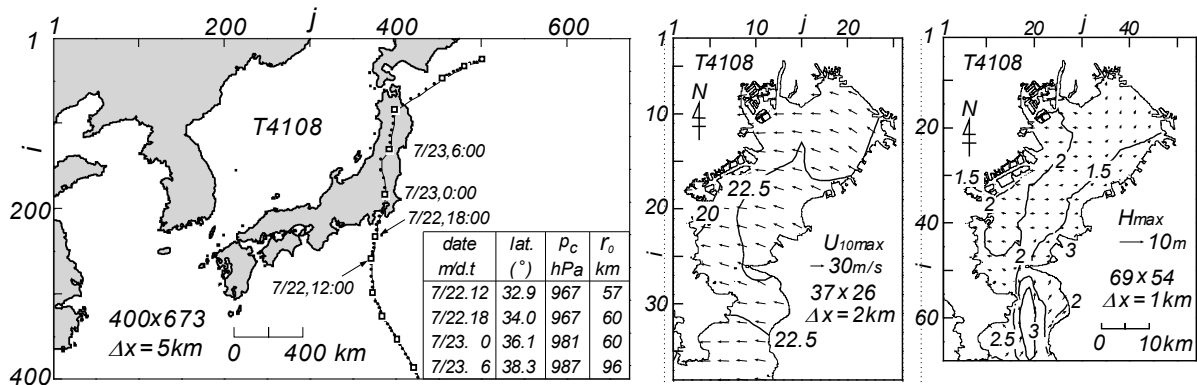 1 200 j 400 600
1
i
200
400
T4108
7/23,6:00
7/23,0:00
7/22,18:00
7/22,12:00
400x673
Δx=5km
0 400 km
date lat. pc r0
m/d.t (°) hPa km
7/22.12 32.9 967 57
7/22.18 34.0 967 60
7/23. 0 36.1 981 60
7/23. 6 38.3 987 96
1 10 j 20
1
10
20
i
30
T4108
N
22.5
20
U10max
30m/s
37x26
Δx=2km
22.5
1 20 j 40
1
20
40
i
60
T4108
N
1.5
2
2
1.5
2
3
Hmax
10m
69x54
Δx=1km
2
2.5
3
0 10km